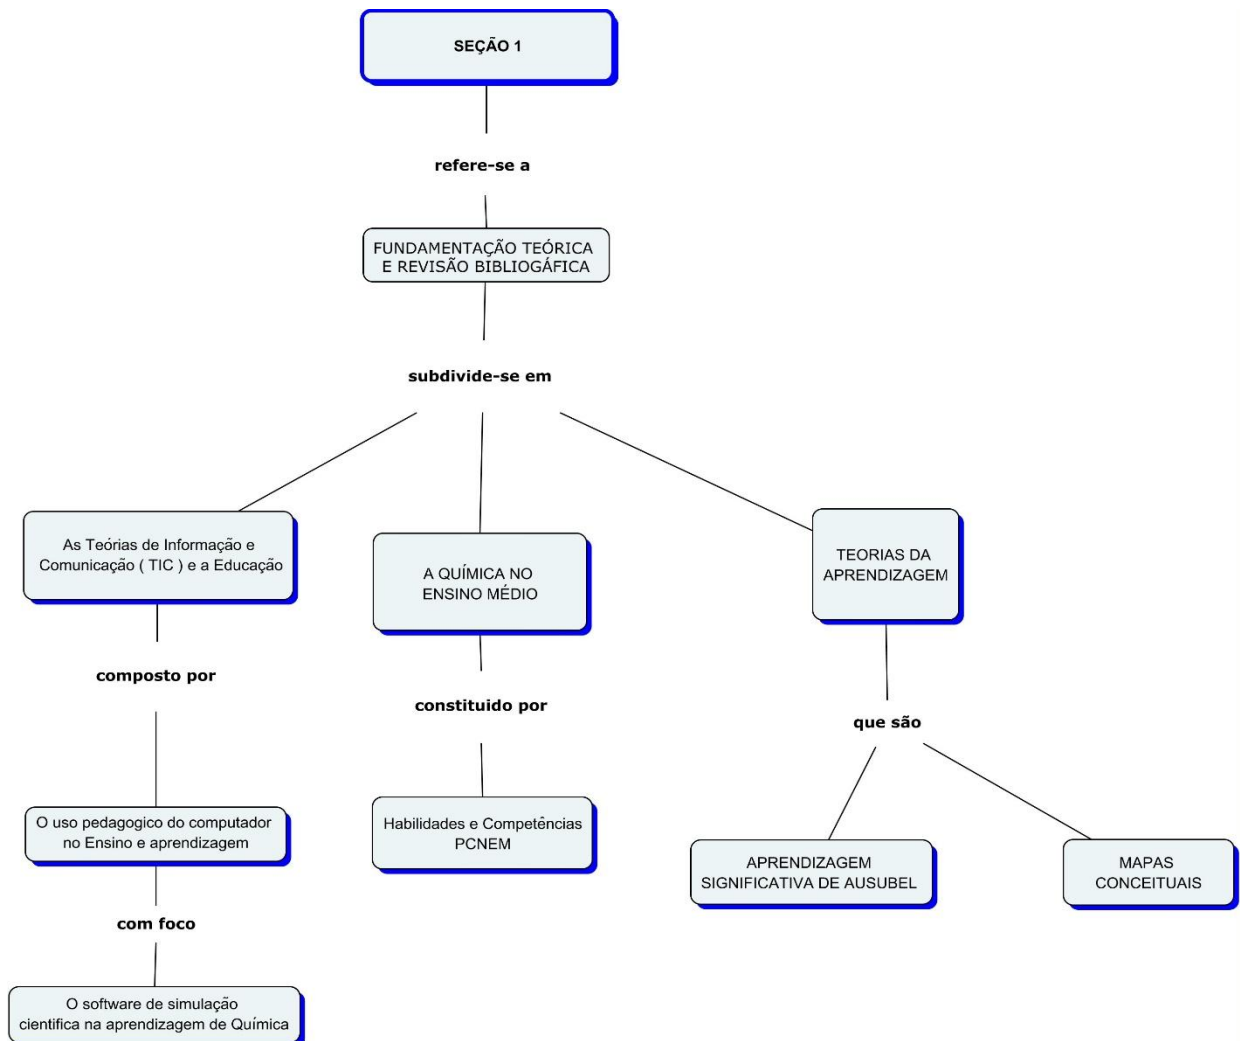 SEÇÃO 1
refere-se a
FUNDAMENTAÇÃO TEÓRICA
E REVISÃO BIBLIOGÁFICA
subdivide-se em
As Teórias de Informação e
Comunicação ( TIC ) e a Educação
A QUÍMICA NO
ENSINO MÉDIO
TEORIAS DA
APRENDIZAGEM
composto por
constituido por
que são
O uso pedagogico do computador
no Ensino e aprendizagem
Habilidades e Competências
PCNEM
APRENDIZAGEM
SIGNIFICATIVA DE AUSUBEL
MAPAS
CONCEITUAIS
com foco
O software de simulação
cientifica na aprendizagem de Química